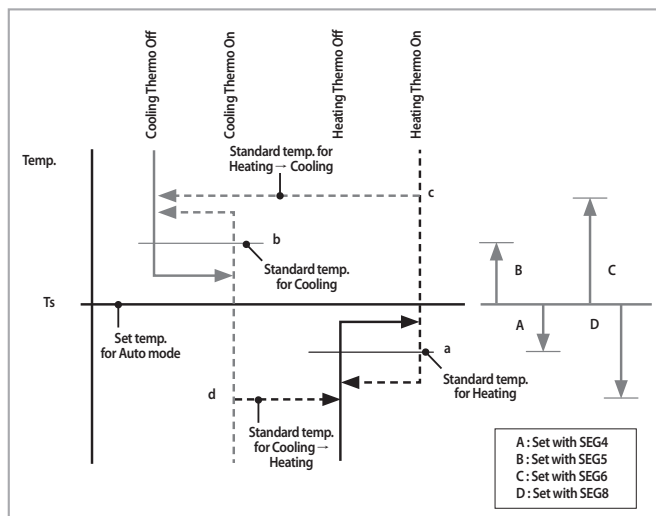 Cooling Thermo Off
Cooling Thermo On
Heating Thermo Off
Heating Thermo On
Temp.
Standard temp. for
Heating → Cooling
c
b
Standard temp.
for Cooling
B
C
Ts
Set temp.
for Auto mode
A
D
a
Standard temp.
for Heating
d
Standard temp.
for Cooling →
Heating
A : Set with SEG4
B : Set with SEG5
C : Set with SEG6
D : Set with SEG8